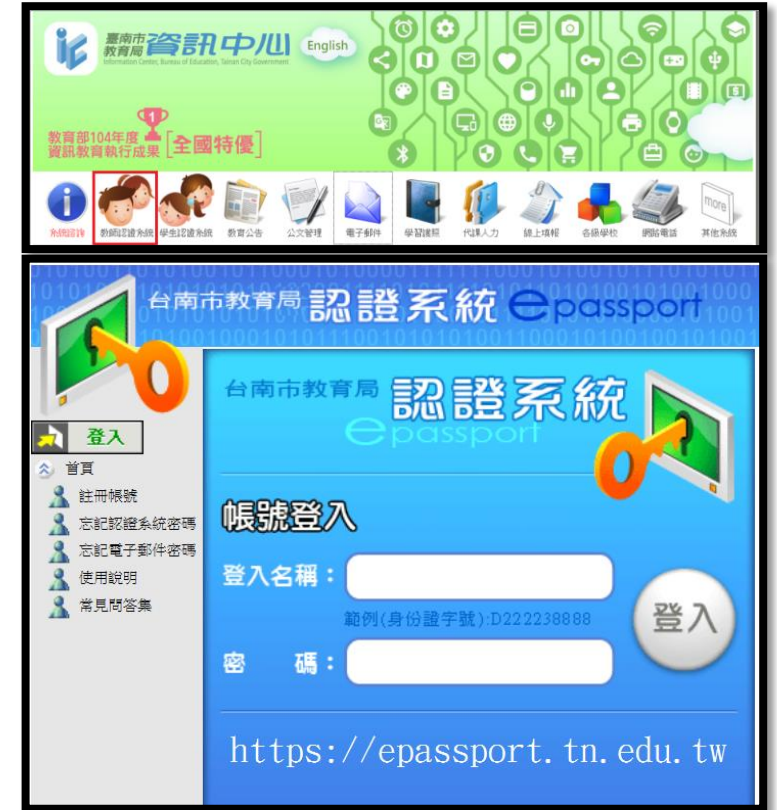 臺南市
教育局 資訊中心
Information Center, Bureau of Education, Tainan City Government
English
教育部104年度
資訊教育執行成果
1
[全國特優]
系統認證 教師認證系統 學生認證系統 教育公告 公文管理 電子郵件 學習護照 代課人力 線上填報 各級學校 網路電話 其他系統
more
台南市教育局 認證系統 epassport
台南市教育局 認證系統
epassport
登入
首頁
註冊帳號
忘記認證系統密碼
忘記電子郵件密碼
使用說明
常見問答集
帳號登入
登入名稱：
範例(身份證字號):D222238888
密 碼：
登入
https://epassport.tn.edu.tw